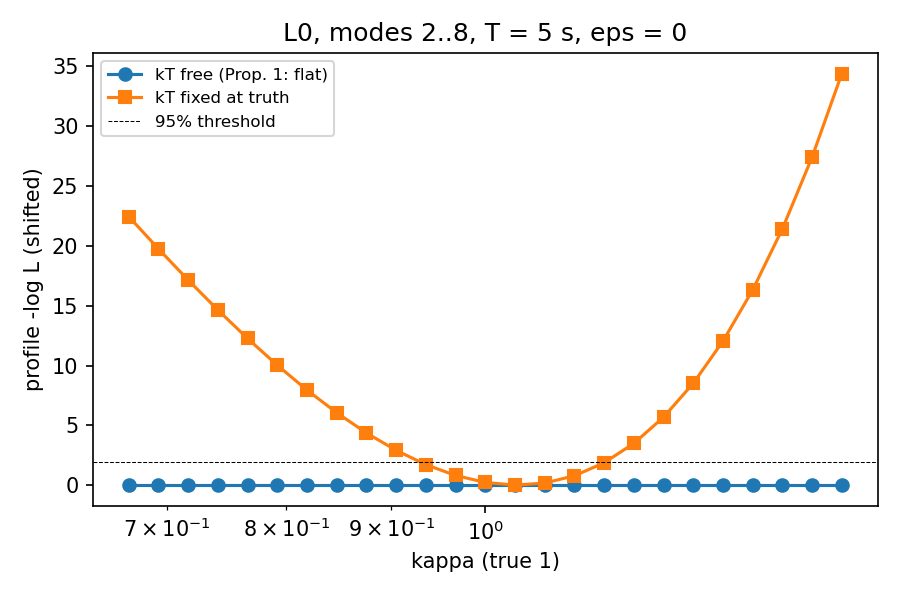 L0, modes 2..8, T = 5 s, eps = 0
kT free (Prop. 1: flat)
kT fixed at truth
95% threshold
profile -log L (shifted)
35
30
25
20
15
10
5
0
7 × 10⁻¹
8 × 10⁻¹
9 × 10⁻¹
10⁰
kappa (true 1)